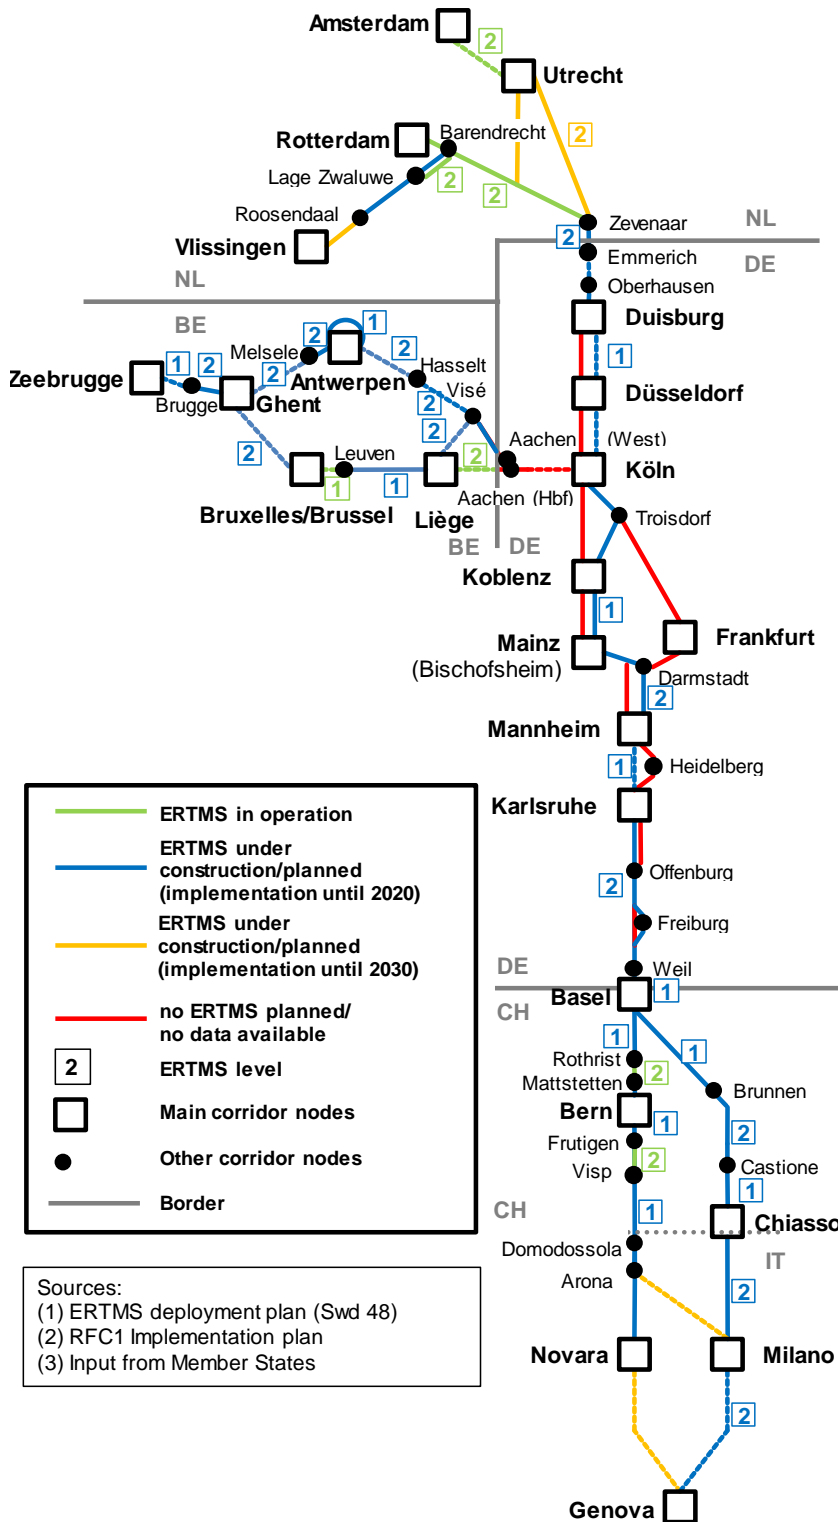 Amsterdam
2
Utrecht
Rotterdam
Barendrecht
2
Lage Zwaluwe
2
2
Roosendaal
Zevenaar
NL
Vlissingen
2
Emmerich
DE
NL
Oberhausen
BE
1
Duisburg
2
Melsele
2
1
1
2
Hasselt
Zeebrugge
2
Antwerpen
Visé
Düsseldorf
Brugge
Ghent
2
2
Aachen
(West)
2
Leuven
2
Köln
1
1
Aachen (Hbf)
Bruxelles/Brussel
Liège
Troisdorf
BE
DE
Koblenz
1
Mainz
Frankfurt
(Bischofsheim)
Darmstadt
2
Mannheim
1
Heidelberg
Karlsruhe
ERTMS in operation
ERTMS under
construction/planned
(implementation until 2020)
Offenburg
2
ERTMS under
construction/planned
(implementation until 2030)
Freiburg
DE
Weil
no ERTMS planned/
no data available
Basel
1
CH
2
ERTMS level
1
1
Rothrist
2
Mattstetten
Brunnen
Main corridor nodes
Bern
1
2
Frutigen
Other corridor nodes
2
Castione
Visp
1
Border
CH
1
Chiasso
Domodossola
IT
Arona
2
Sources:
(1) ERTMS deployment plan (Swd 48)
(2) RFC1 Implementation plan
(3) Input from Member States
Novara
Milano
2
Genova